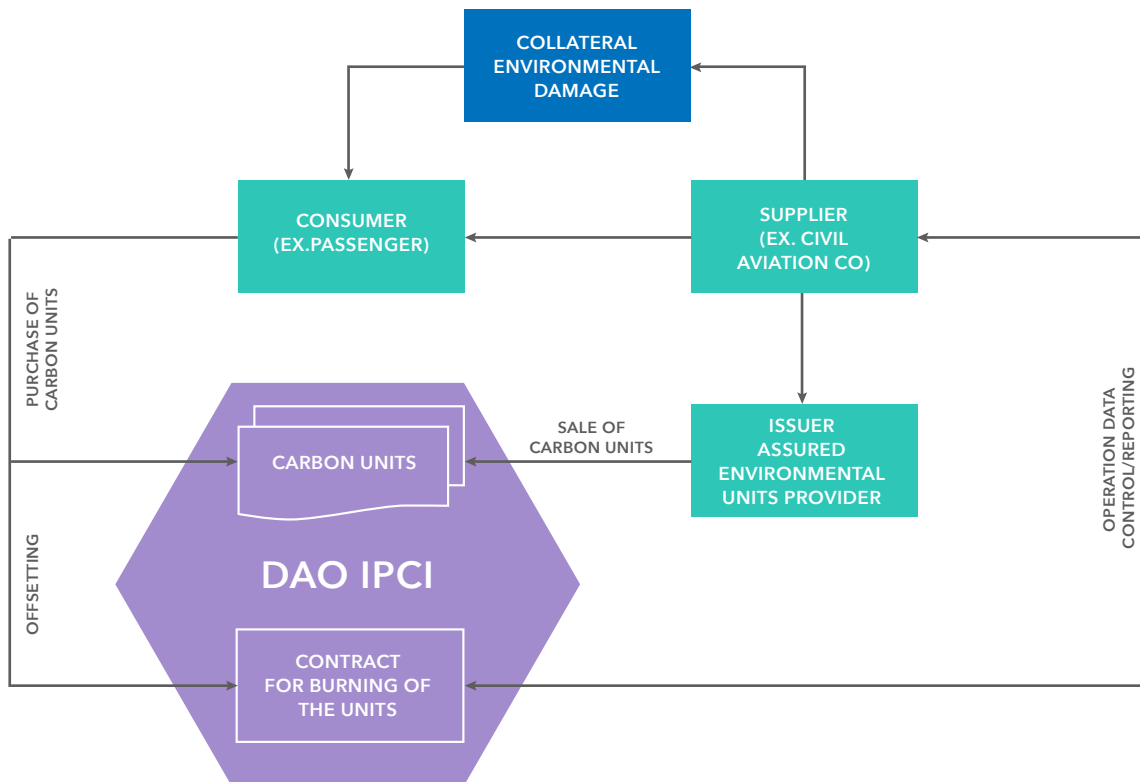 COLLATERAL
ENVIRONMENTAL
DAMAGE
CONSUMER
(EX.PASSENGER)
SUPPLIER
(EX. CIVIL
AVIATION CO)
PURCHASE OF
CARBON UNITS
CARBON UNITS
SALE OF
CARBON UNITS
ISSUER
ASSURED
ENVIRONMENTAL
UNITS PROVIDER
OPERATION DATA
CONTROL/REPORTING
OFFSETTING
DAO IPCI
CONTRACT
FOR BURNING OF
THE UNITS